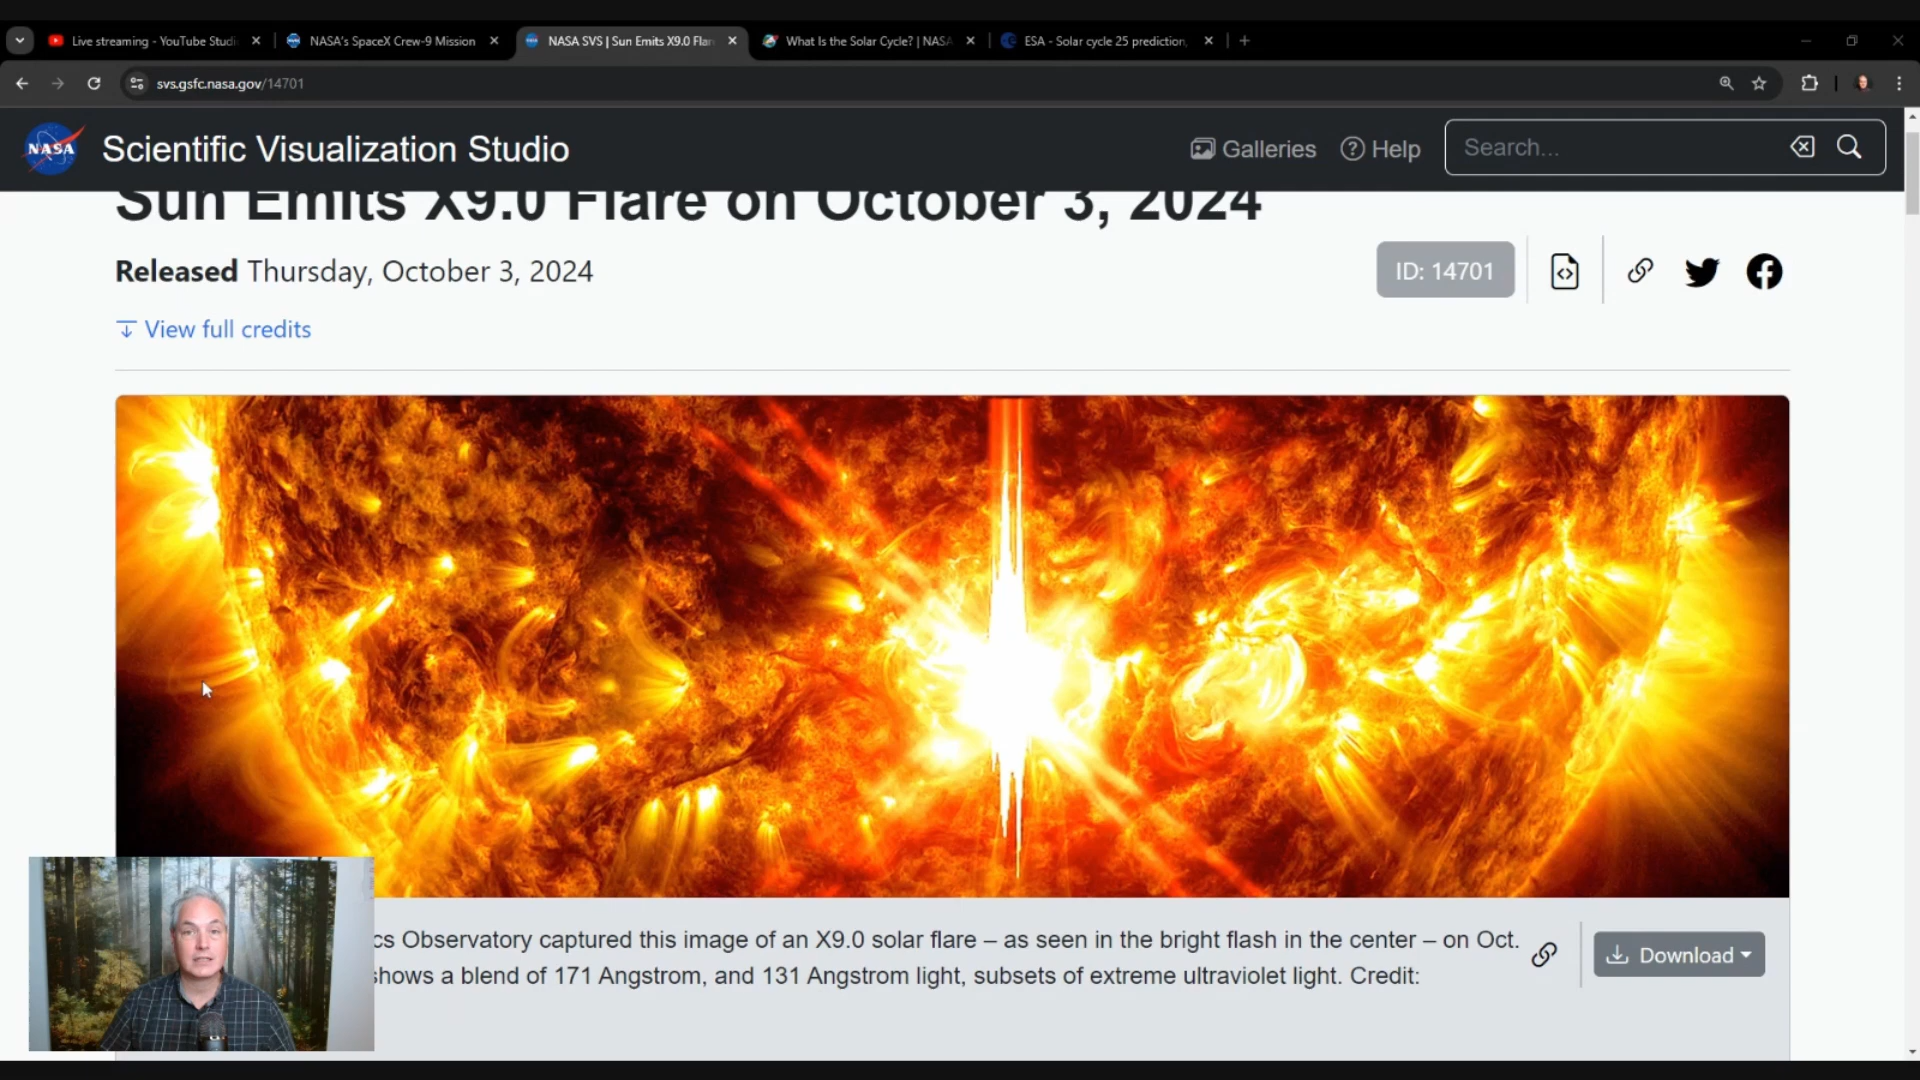 Live streaming - YouTube Studi
NASA's SpaceX Crew-9 Mission
NASA SVS | Sun Emits X9.0 Flar
What Is the Solar Cycle? | NASA
ESA - Solar cycle 25 prediction,
svs.gsfc.nasa.gov/14701
NASA
Scientific Visualization Studio
Galleries
Help
Search...
Sun Emits X9.0 Flare on October 3, 2024
Released Thursday, October 3, 2024
ID: 14701
View full credits
cs Observatory captured this image of an X9.0 solar flare – as seen in the bright flash in the center – on Oct.
shows a blend of 171 Angstrom, and 131 Angstrom light, subsets of extreme ultraviolet light. Credit:
Download